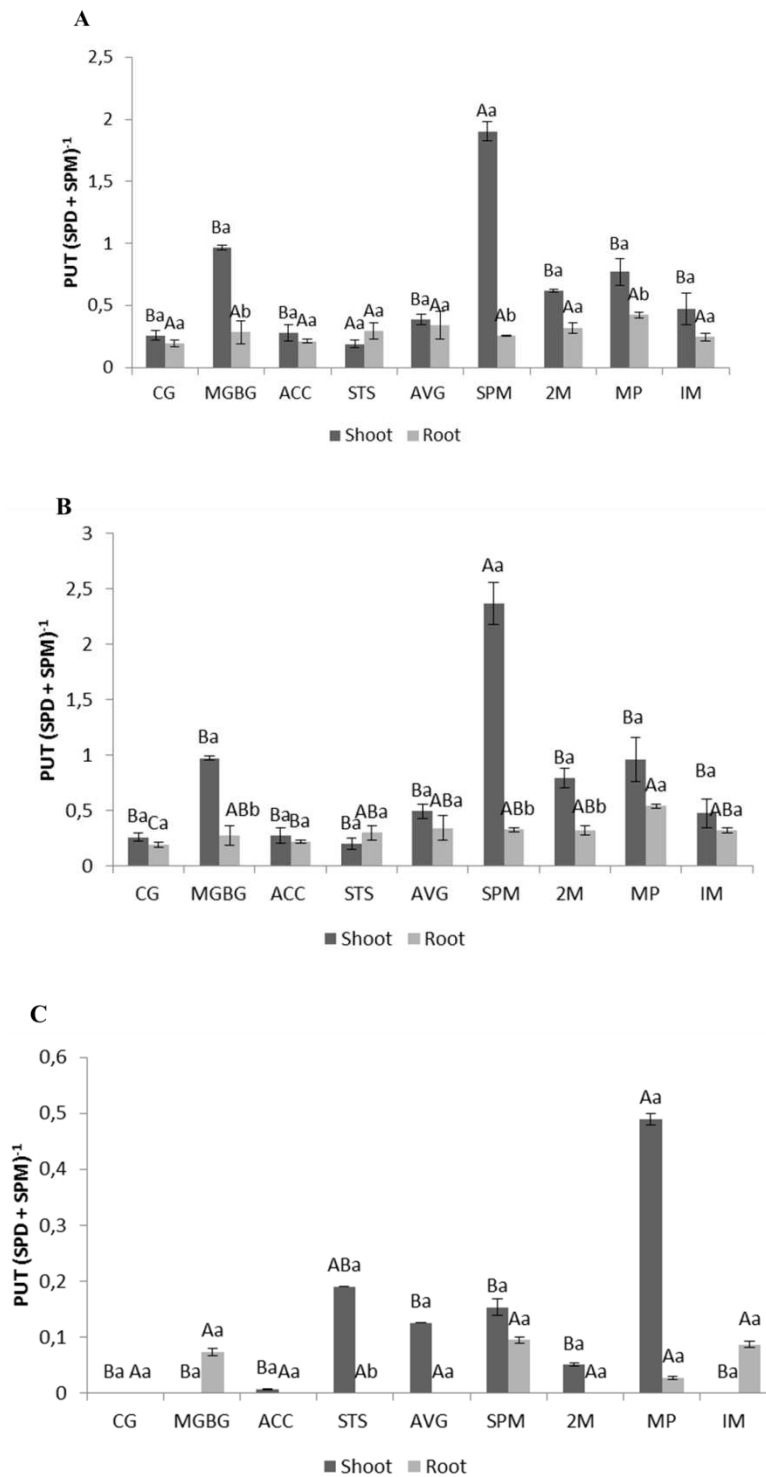 A
PUT (SPD + SPM)-1
2,5
2
1,5
1
0,5
0
Ba Aa Ba Ab Ba Aa Aa Aa Ba Aa Aa Ab Ba Aa Ba Ab Ba Aa
CG MGBG ACC STS AVG SPM 2M MP IM
Shoot Root
B
PUT (SPD + SPM)-1
3
2,5
2
1,5
1
0,5
0
Ba Ca Ba ABb Ba Ba Ba ABa Ba ABa Aa ABb Ba ABb Ba Aa Ba ABa
CG MGBG ACC STS AVG SPM 2M MP IM
Shoot Root
C
PUT (SPD + SPM)-1
0,6
0,5
0,4
0,3
0,2
0,1
0
Ba Aa Ba Aa Ba Aa ABa Ab Ba Aa Ba Aa Ba Aa Aa Aa Ba Aa
CG MGBG ACC STS AVG SPM 2M MP IM
Shoot Root